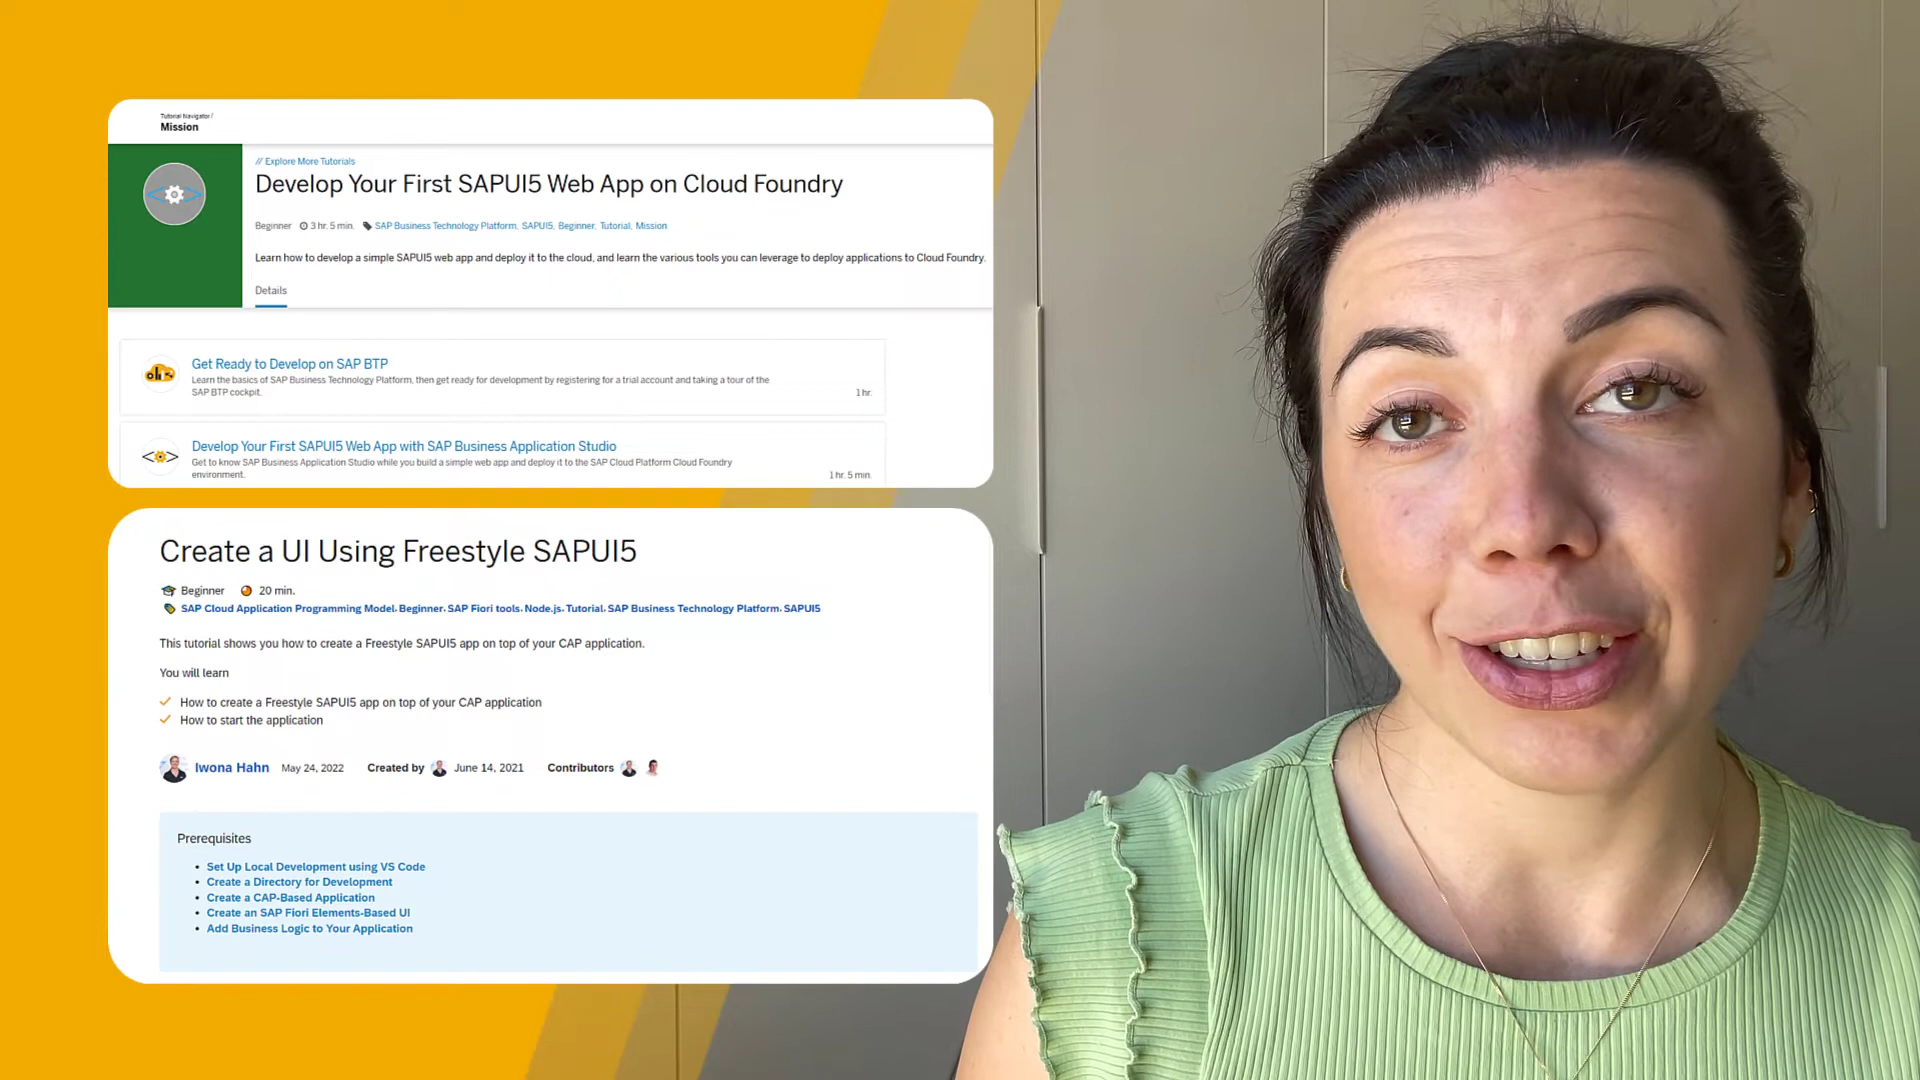 Tutorial Navigator /
Mission
// Explore More Tutorials
Develop Your First SAPUI5 Web App on Cloud Foundry
Beginner 3 hr. 5 min. SAP Business Technology Platform, SAPUI5, Beginner, Tutorial, Mission
Learn how to develop a simple SAPUI5 web app and deploy it to the cloud, and learn the various tools you can leverage to deploy applications to Cloud Foundry.
Details
Get Ready to Develop on SAP BTP
Learn the basics of SAP Business Technology Platform, then get ready for development by registering for a trial account and taking a tour of the
SAP BTP cockpit.
1 hr.
Develop Your First SAPUI5 Web App with SAP Business Application Studio
Get to know SAP Business Application Studio while you build a simple web app and deploy it to the SAP Cloud Platform Cloud Foundry
environment.
1 hr. 5 min.
Create a UI Using Freestyle SAPUI5
Beginner 20 min.
SAP Cloud Application Programming Model, Beginner, SAP Fiori tools, Node.js, Tutorial, SAP Business Technology Platform, SAPUI5
This tutorial shows you how to create a Freestyle SAPUI5 app on top of your CAP application.
You will learn
How to create a Freestyle SAPUI5 app on top of your CAP application
How to start the application
Iwona Hahn May 24, 2022 Created by June 14, 2021 Contributors
Prerequisites
• Set Up Local Development using VS Code
• Create a Directory for Development
• Create a CAP-Based Application
• Create an SAP Fiori Elements-Based UI
• Add Business Logic to Your Application